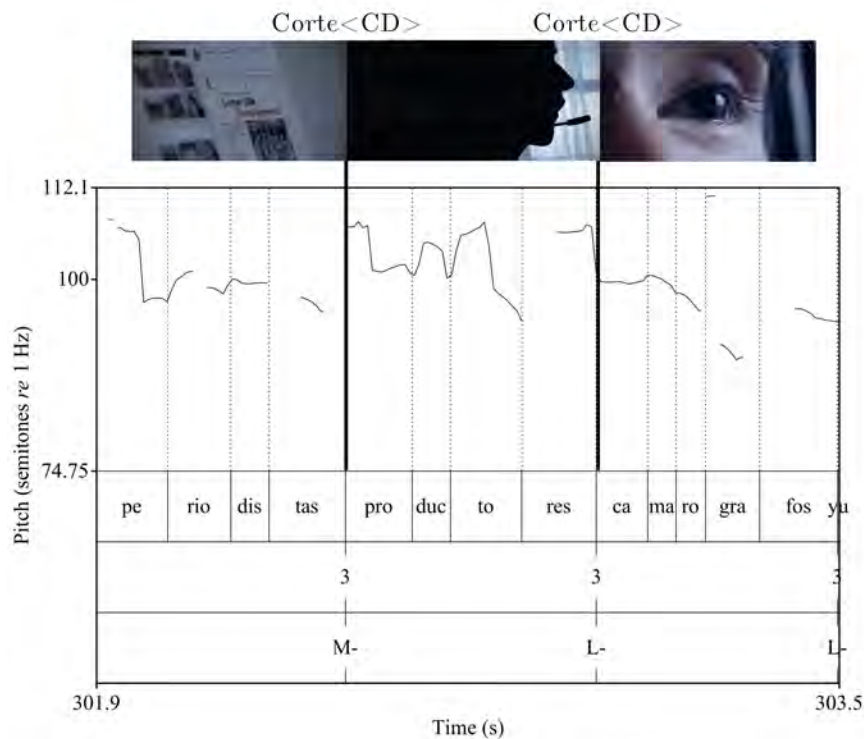 Corte<CD> Corte<CD>
112.1
100
74.75
Pitch (semitones re 1 Hz)
pe rio dis tas pro duc to res ca ma ro gra fos yu
3 3 3
M- L- L-
301.9 303.5
Time (s)